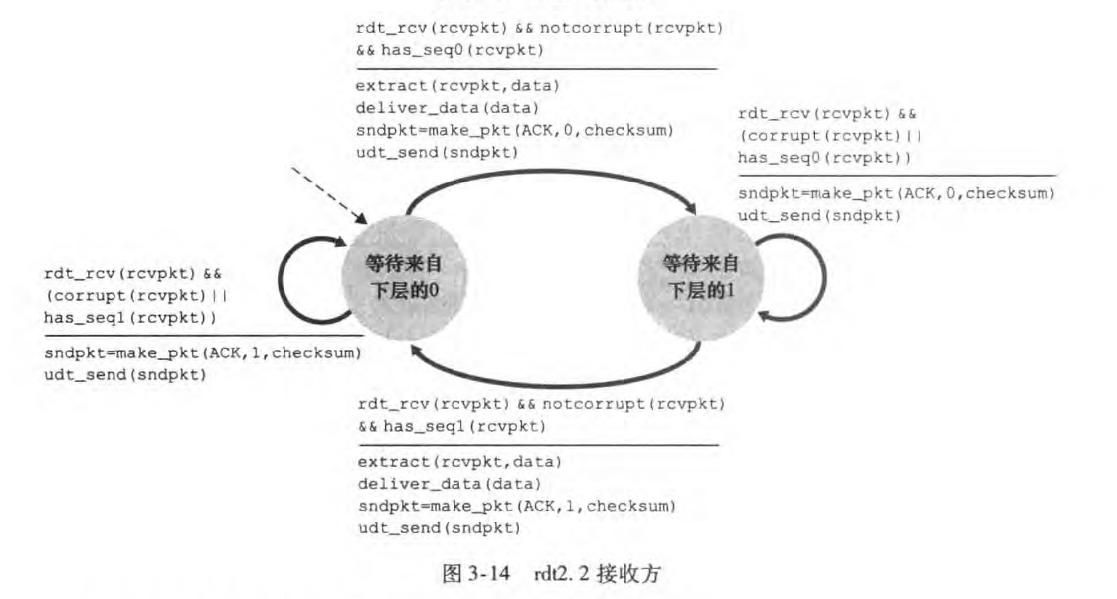 rdt_rcv(rcvpkt) && notcorrupt(rcvpkt)
&& has_seq0(rcvpkt)
extract(rcvpkt,data)
deliver_data(data)
sndpkt=make_pkt(ACK,0,checksum)
udt_send(sndpkt)
rdt_rcv(rcvpkt) &&
(corrupt(rcvpkt)||
has_seq0(rcvpkt))
sndpkt=make_pkt(ACK,0,checksum)
udt_send(sndpkt)
等待来自
下层的0
等待来自
下层的1
rdt_rcv(rcvpkt) &&
(corrupt(rcvpkt)||
has_seq1(rcvpkt))
sndpkt=make_pkt(ACK,1,checksum)
udt_send(sndpkt)
rdt_rcv(rcvpkt) && notcorrupt(rcvpkt)
&& has_seq1(rcvpkt)
extract(rcvpkt,data)
deliver_data(data)
sndpkt=make_pkt(ACK,1,checksum)
udt_send(sndpkt)
图 3-14 rdt2.2 接收方